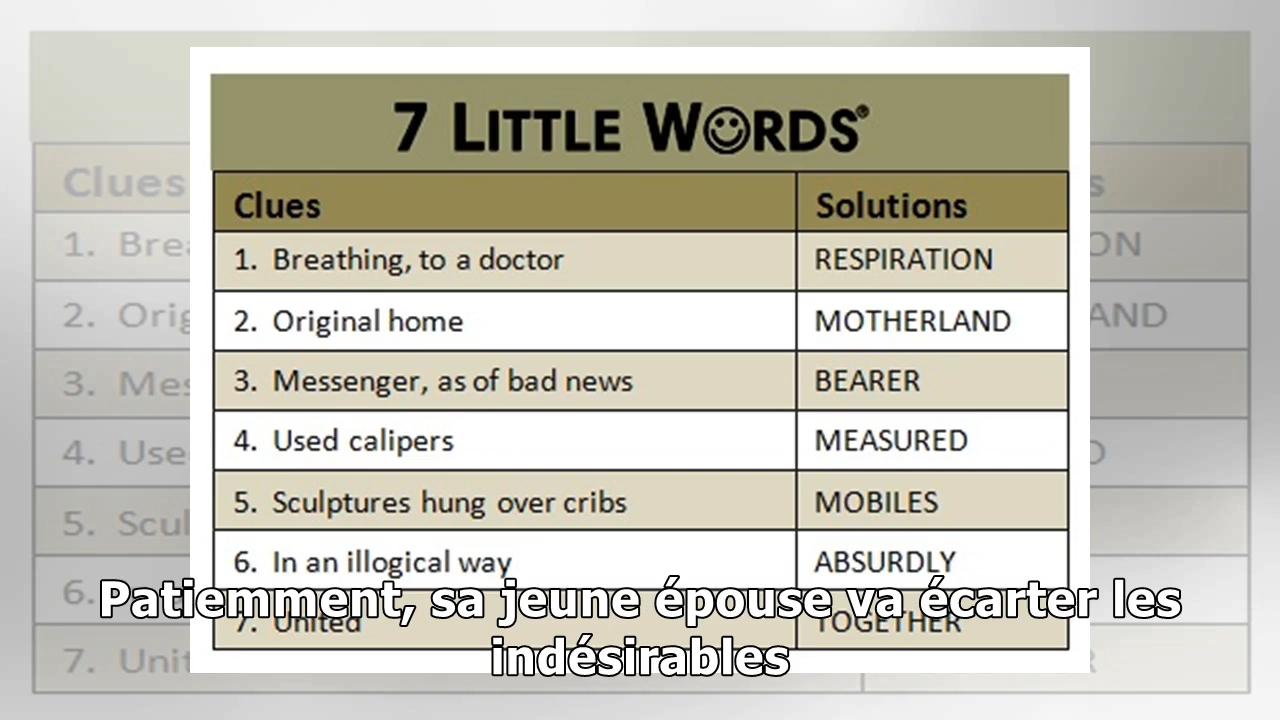 7 LITTLE WORDS®
Clues Solutions
1. Breathing, to a doctor RESPIRATION
2. Original home MOTHERLAND
3. Messenger, as of bad news BEARER
4. Used calipers MEASURED
5. Sculptures hung over cribs MOBILES
6. In an illogical way ABSURDLY
7. United TOGETHER
Patiemment, sa jeune épouse va écarter les
indésirables